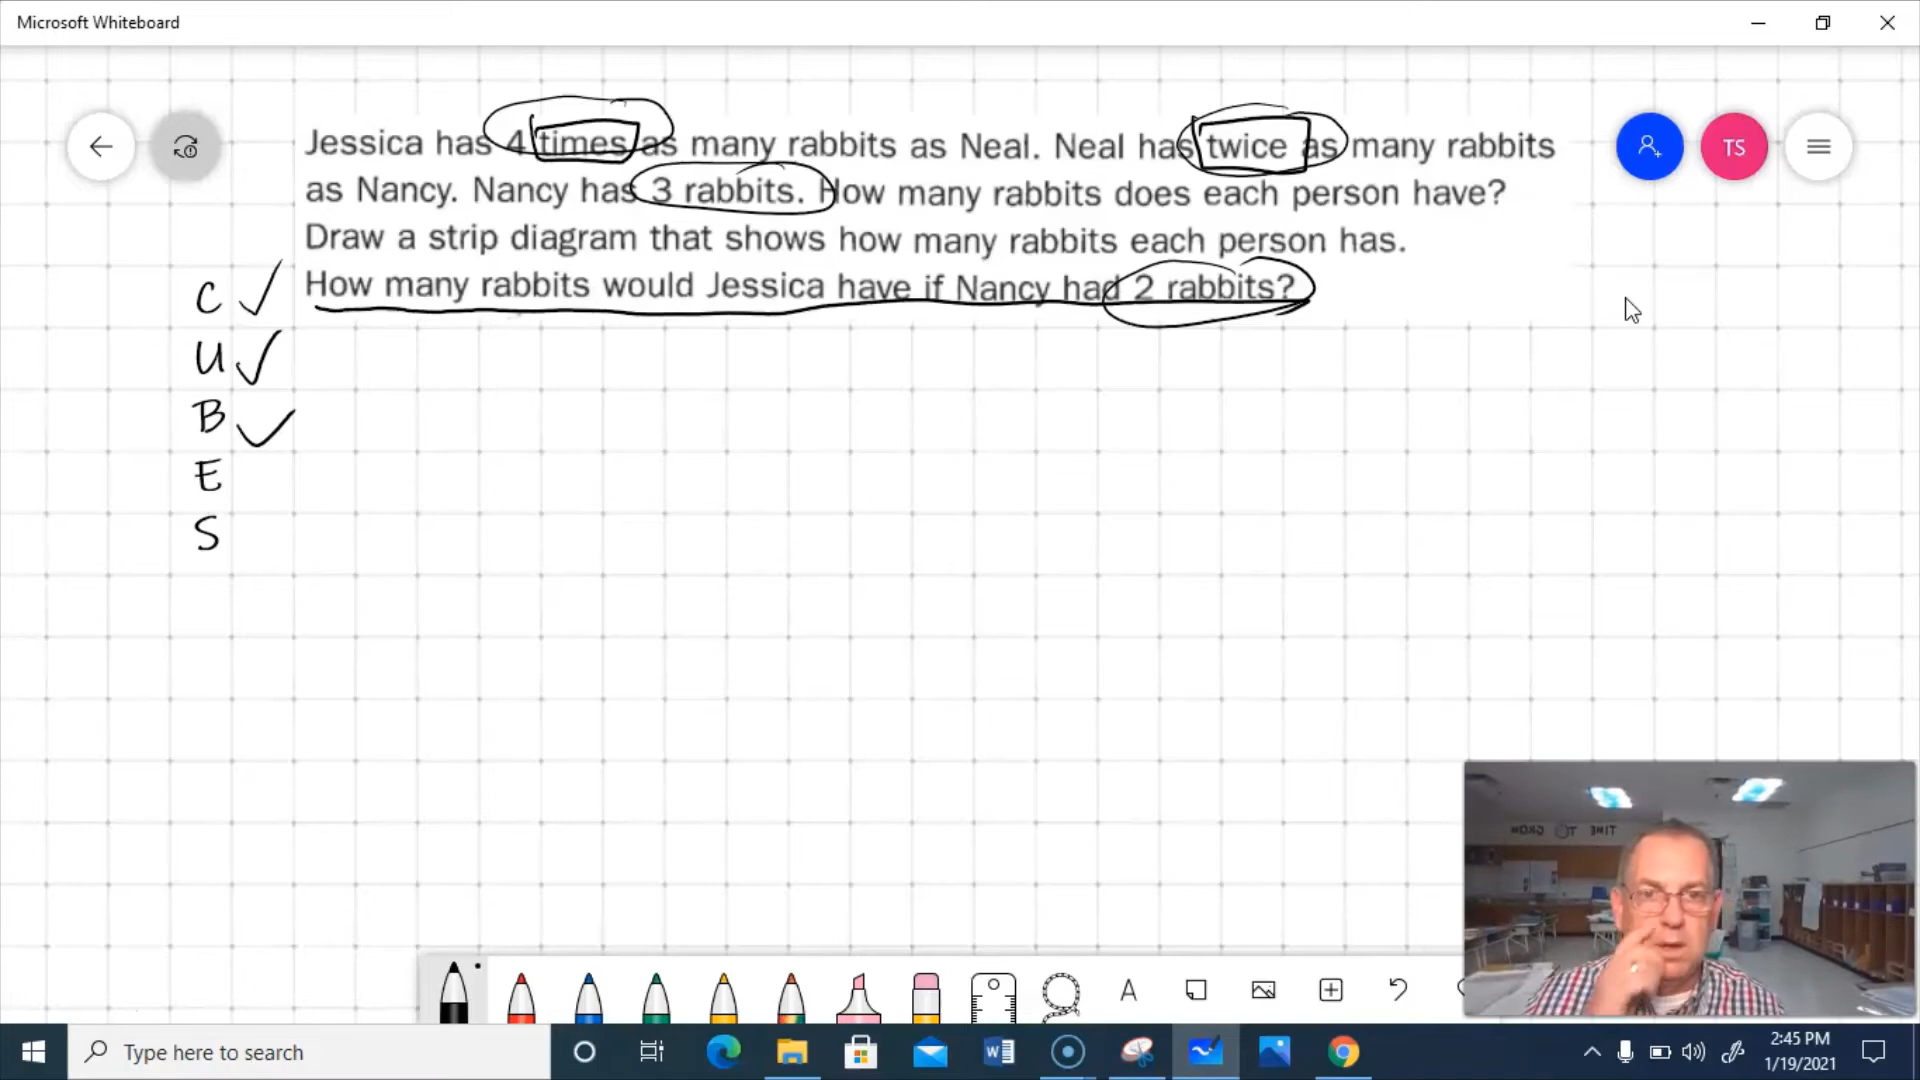 Microsoft Whiteboard
Jessica has 4 times as many rabbits as Neal. Neal has twice as many rabbits
as Nancy. Nancy has 3 rabbits. How many rabbits does each person have?
Draw a strip diagram that shows how many rabbits each person has.
How many rabbits would Jessica have if Nancy had 2 rabbits?
TS
C
U
B
E
S
TIME TO GROW
A
Type here to search
2:45 PM
1/19/2021